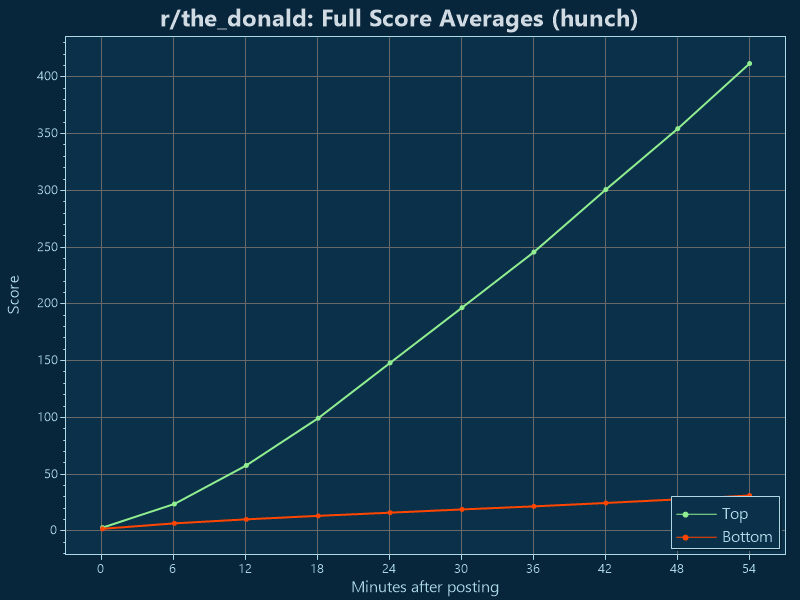 r/the_donald: Full Score Averages (hunch)
400
350
300
250
200
150
100
50
0
Score
0 6 12 18 24 30 36 42 48 54
Minutes after posting
Top
Bottom